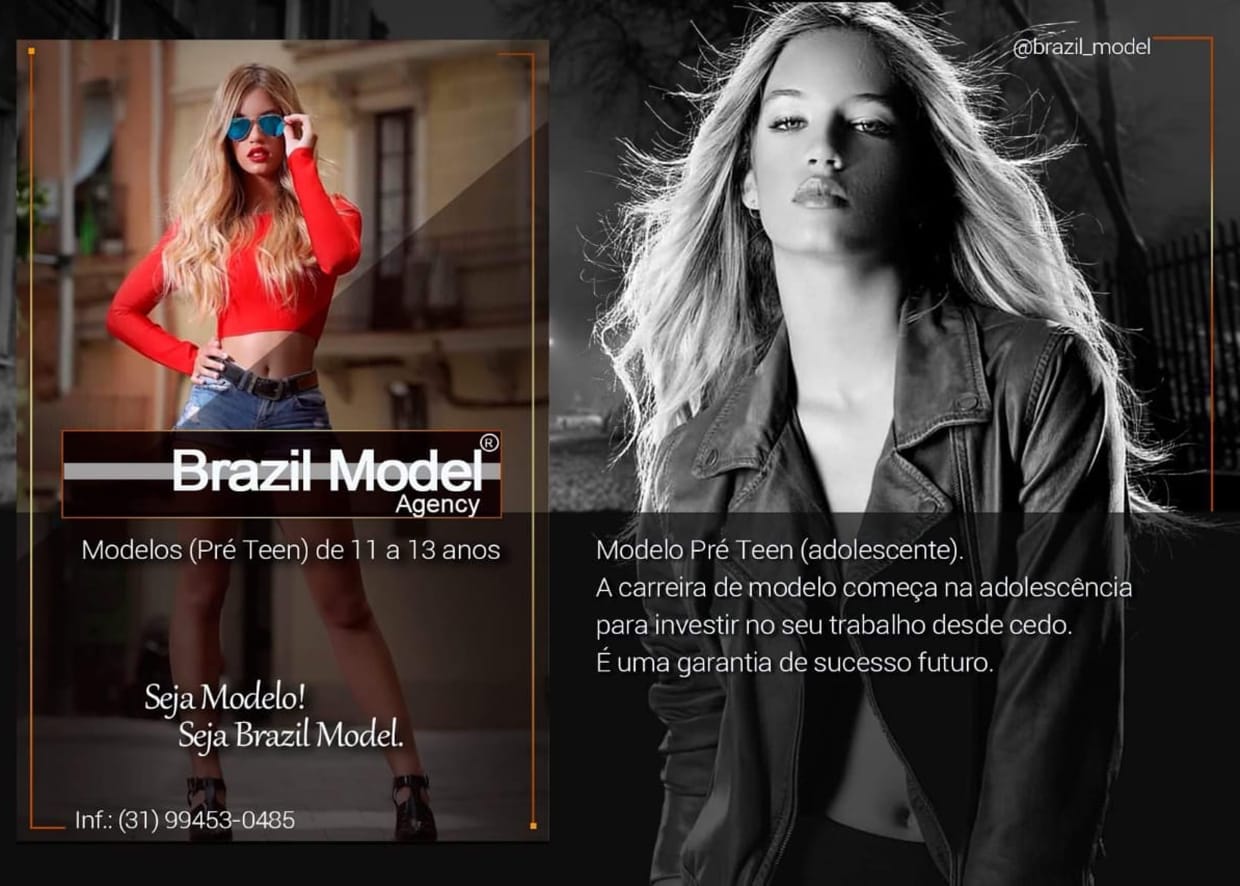 @brazil_model
Brazil Model®
Agency
Modelos (Pré Teen) de 11 a 13 anos
Seja Modelo!
Seja Brazil Model.
Inf.: (31) 99453-0485
Modelo Pré Teen (adolescente).
A carreira de modelo começa na adolescência
para investir no seu trabalho desde cedo.
É uma garantia de sucesso futuro.